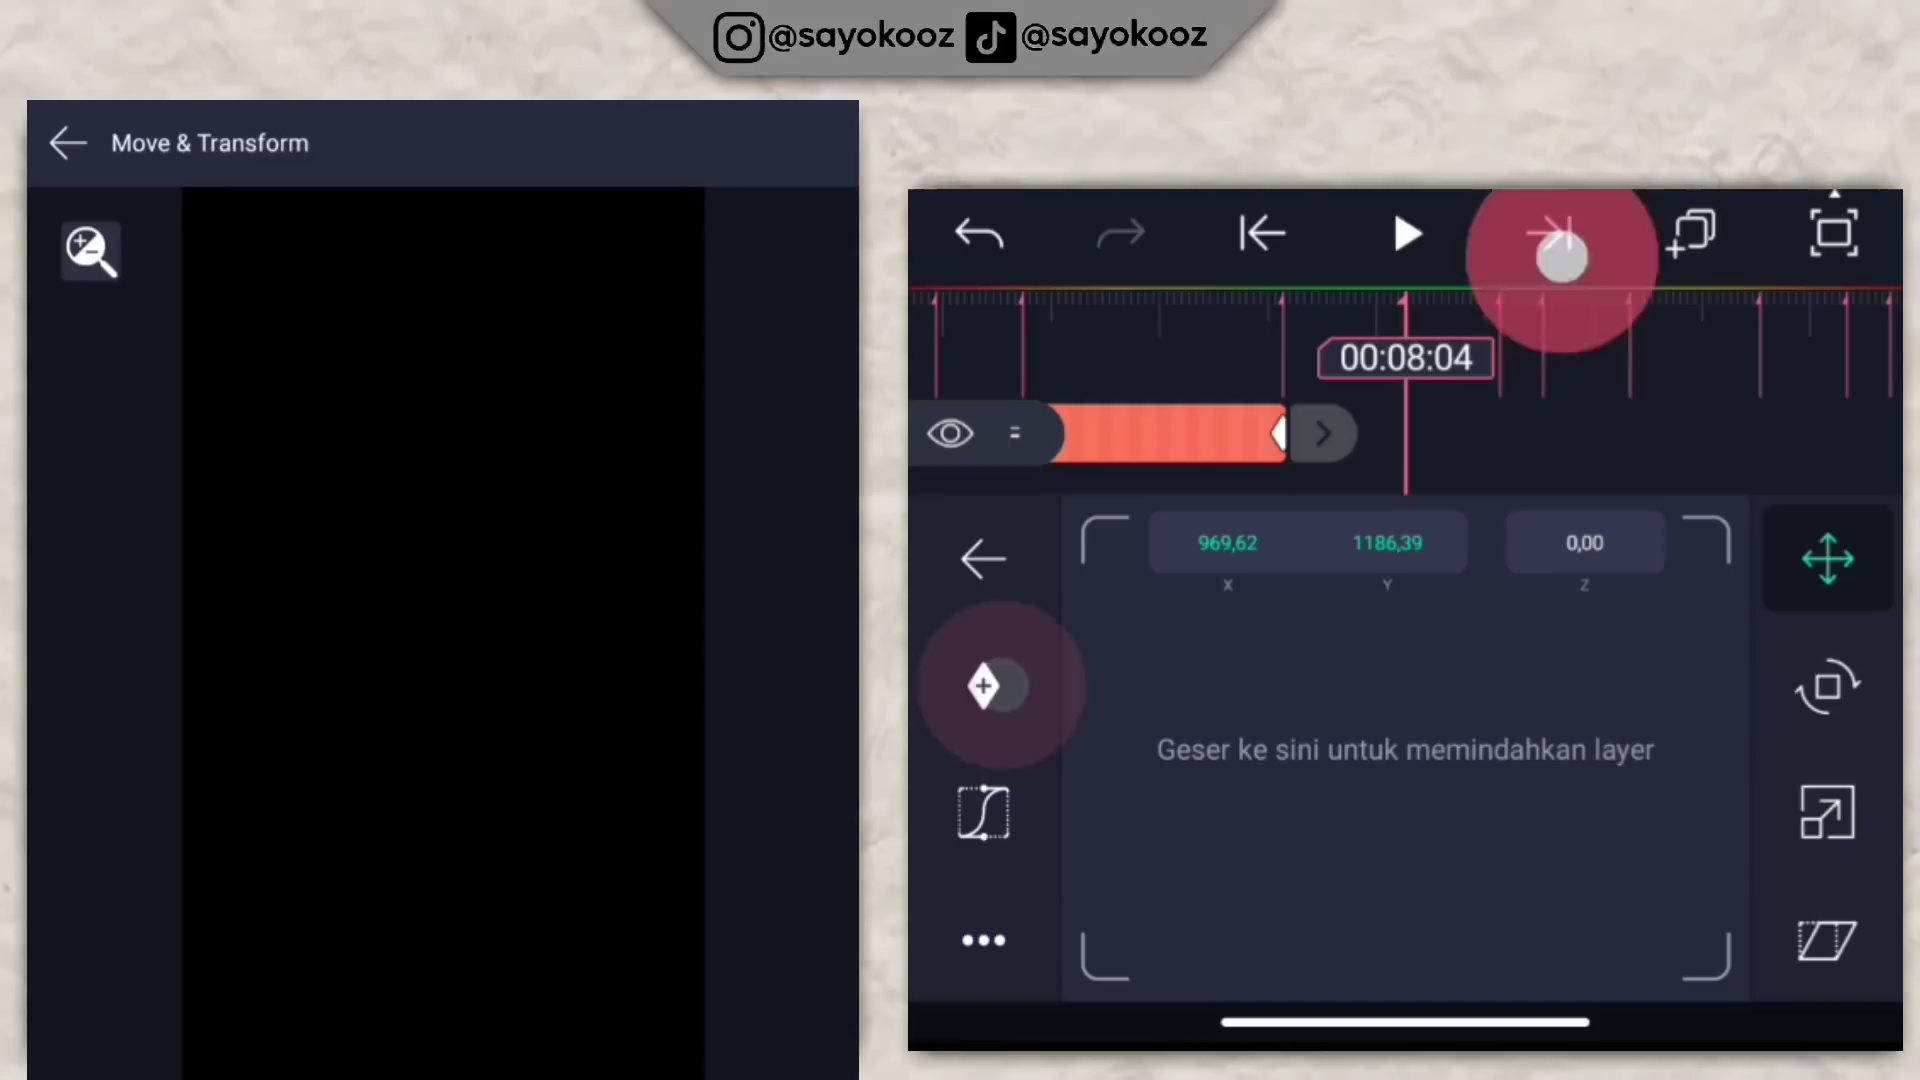 @sayokooz @sayokooz
Move & Transform
00:08:04
969,62 1186,39 0,00
X Y Z
Geser ke sini untuk memindahkan layer